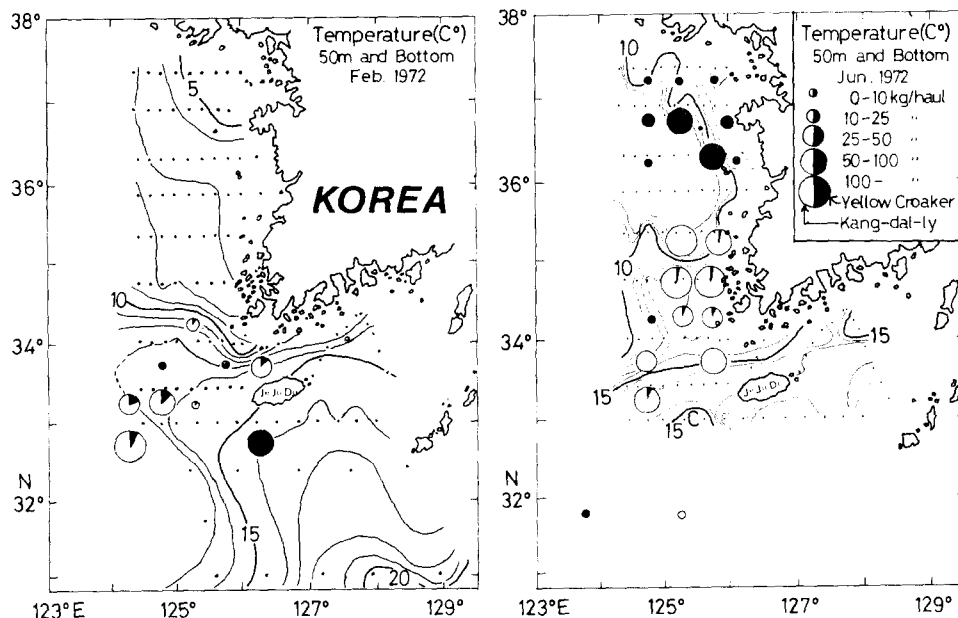 38°
Temperature(C°)
50m and Bottom
Feb. 1972
5
36°
KOREA
10
34°
Je Ju Do
N
32°
15
20
123°E
125°
127°
129°
38°
10
Temperature(C°)
50m and Bottom
Jun. 1972
0-10 kg/haul
10-25 "
25-50 "
50-100 "
100- "
Yellow Croaker
Kang-dal-ly
36°
10
34°
15
15
Je Ju Do
15 C
N
32°
123°E
125°
127°
129°